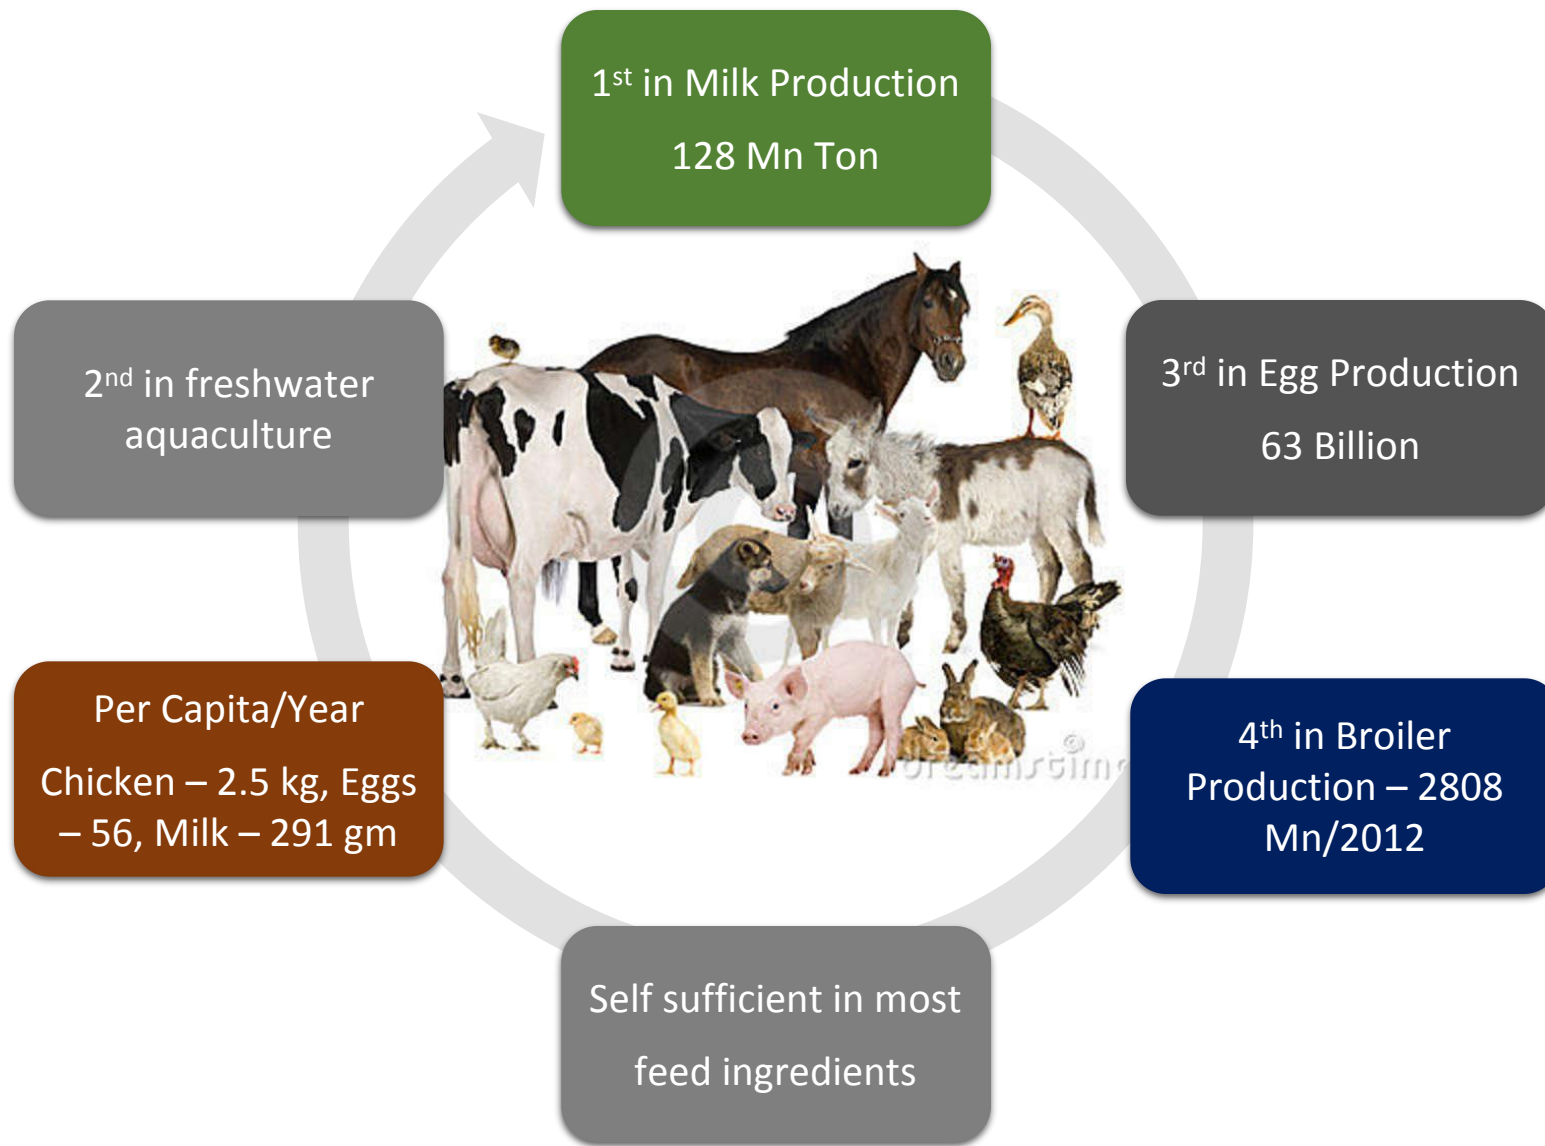 1st in Milk Production
128 Mn Ton
3rd in Egg Production
63 Billion
4th in Broiler
Production – 2808
Mn/2012
Self sufficient in most
feed ingredients
Per Capita/Year
Chicken – 2.5 kg, Eggs
– 56, Milk – 291 gm
2nd in freshwater
aquaculture